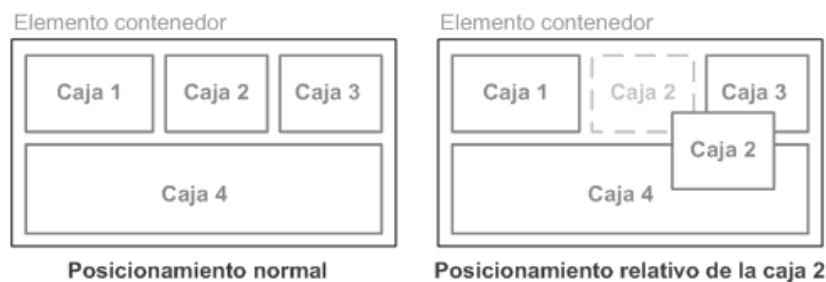 Elemento contenedor
Caja 1
Caja 2
Caja 3
Caja 4
Posicionamiento normal
Elemento contenedor
Caja 1
Caja 2
Caja 3
Caja 2
Caja 4
Posicionamiento relativo de la caja 2